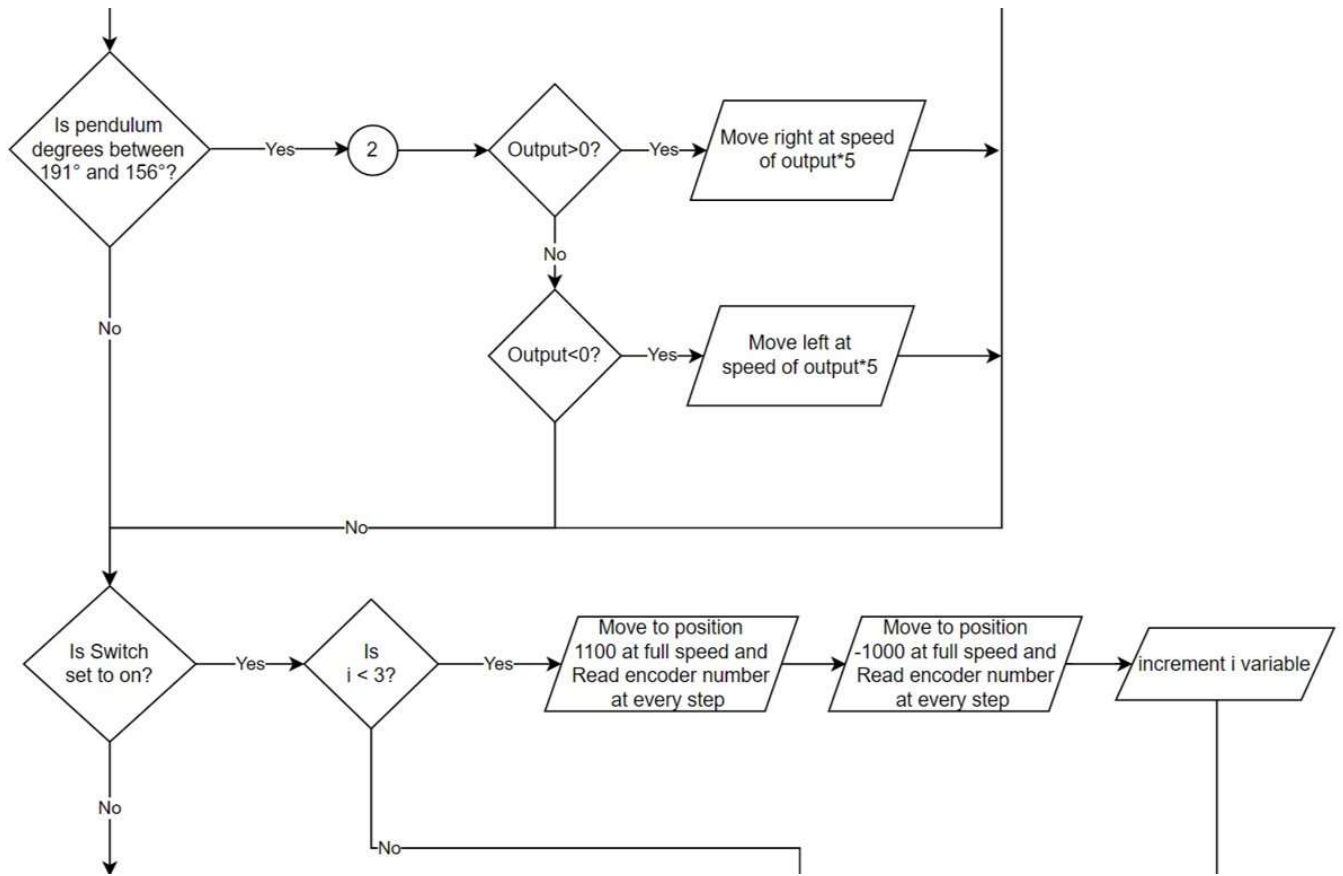 Is pendulum
degrees between
191° and 156°?
Yes
2
Output>0?
Yes
Move right at speed
of output*5
No
No
Output<0?
Yes
Move left at
speed of output*5
No
Is Switch
set to on?
Yes
Is
i < 3?
Yes
Move to position
1100 at full speed and
Read encoder number
at every step
Move to position
-1000 at full speed and
Read encoder number
at every step
increment i variable
No
No